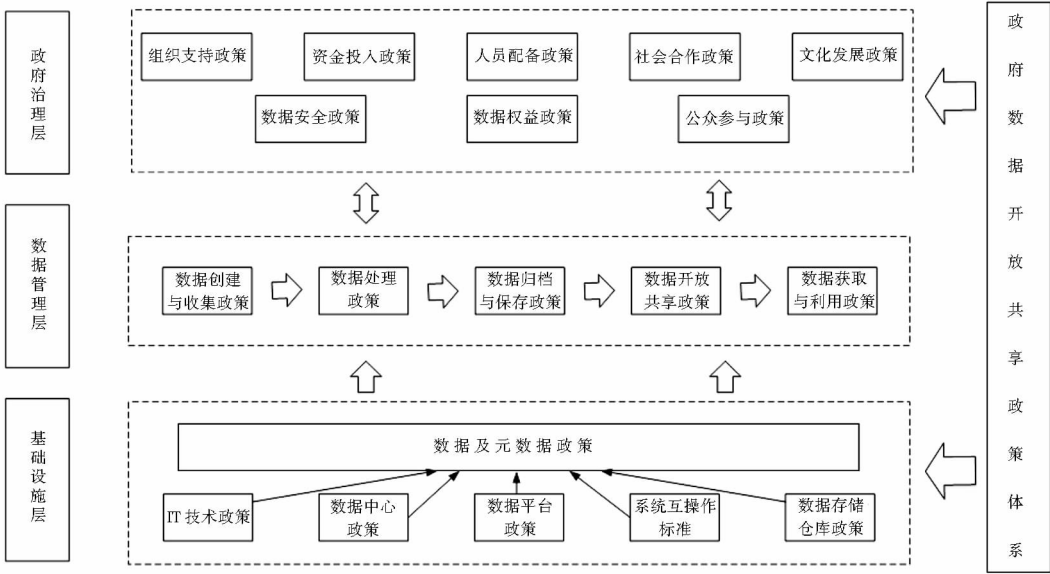 政府治理层
组织支持政策
资金投入政策
人员配备政策
社会合作政策
文化发展政策
数据安全政策
数据权益政策
公众参与政策
数据管理层
数据创建
与收集政策
数据处理
政策
数据归档
与保存政策
数据开放
共享政策
数据获取
与利用政策
基础设施层
数据及元数据政策
IT技术政策
数据中心
政策
数据平台
政策
系统互操作
标准
数据存储
仓库政策
政府数据开放共享政策体系